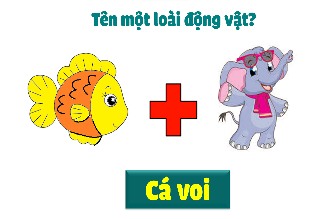 Tên một loài động vật?
Cá voi